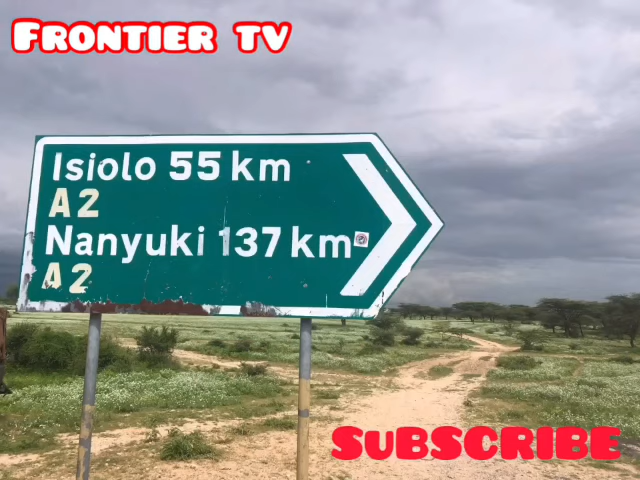 FRONTIER TV
Isiolo 55 km
A2
Nanyuki 137 km
A2
SUBSCRIBE